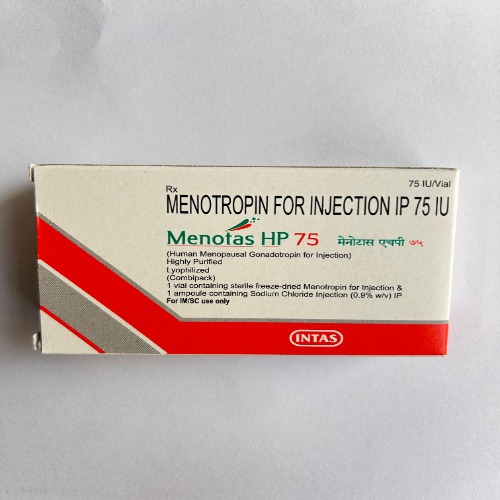 75 IU/Vial
Rx
MENOTROPIN FOR INJECTION IP 75 IU
Menotas HP 75 मेनोटास एचपी ७५
(Human Menopausal Gonadotropin for Injection)
Highly Purified
Lyophilized
(Combipack)
1 vial containing sterile freeze-dried Menotropin for Injection &
1 ampoule containing Sodium Chloride Injection (0.9% w/v) IP
For IM/SC use only
INTAS